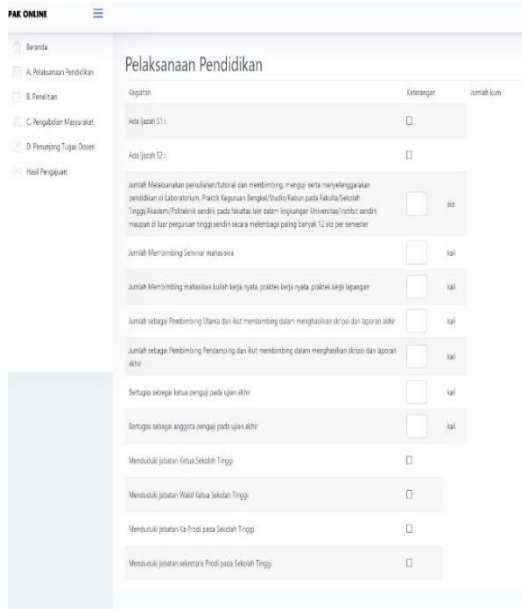 PAK ONLINE
Beranda
A. Pelaksanaan Pendidikan
B. Penelitian
C. Pengabdian Masyarakat
D. Penunjang Tugas Dosen
Hasil Pengajuan
Pelaksanaan Pendidikan
Kegiatan Keterangan Jumlah kum
Ada Ijazah S1 :
Ada Ijazah S2 :
Jumlah Melaksanakan perkuliahan/tutorial dan membimbing, menguji serta menyelenggarakan
pendidikan di Laboratorium, Praktik Keguruan Bengkel/Studio/Kebun pada Fakulta/Sekolah
Tinggi/Akademi/Politeknik sendiri, pada fakultas lain dalam lingkungan Universitas/Institut sendiri,
maupun di luar perguruan tinggi sendiri secara melembaga paling banyak 12 sks per semester
sks
Jumlah Membimbing Seminar mahasiswa kali
Jumlah Membimbing mahasiswa kuliah kerja nyata, praktek kerja nyata, praktek kerja lapangan kali
Jumlah sebagai Pembimbing Utama dan ikut membimbing dalam menghasilkan skripsi dan laporan akhir kali
Jumlah sebagai Pembimbing Pendamping dan ikut membimbing dalam menghasilkan skripsi dan laporan
akhir kali
Bertugas sebagai ketua penguji pada ujian akhir kali
Bertugas sebagai anggota penguji pada ujian akhir kali
Menduduki jabatan Ketua Sekolah Tinggi
Menduduki jabatan Wakil Ketua Sekolah Tinggi
Menduduki jabatan Ka Prodi pada Sekolah Tinggi
Menduduki jabatan sekretaris Prodi pada Sekolah Tinggi